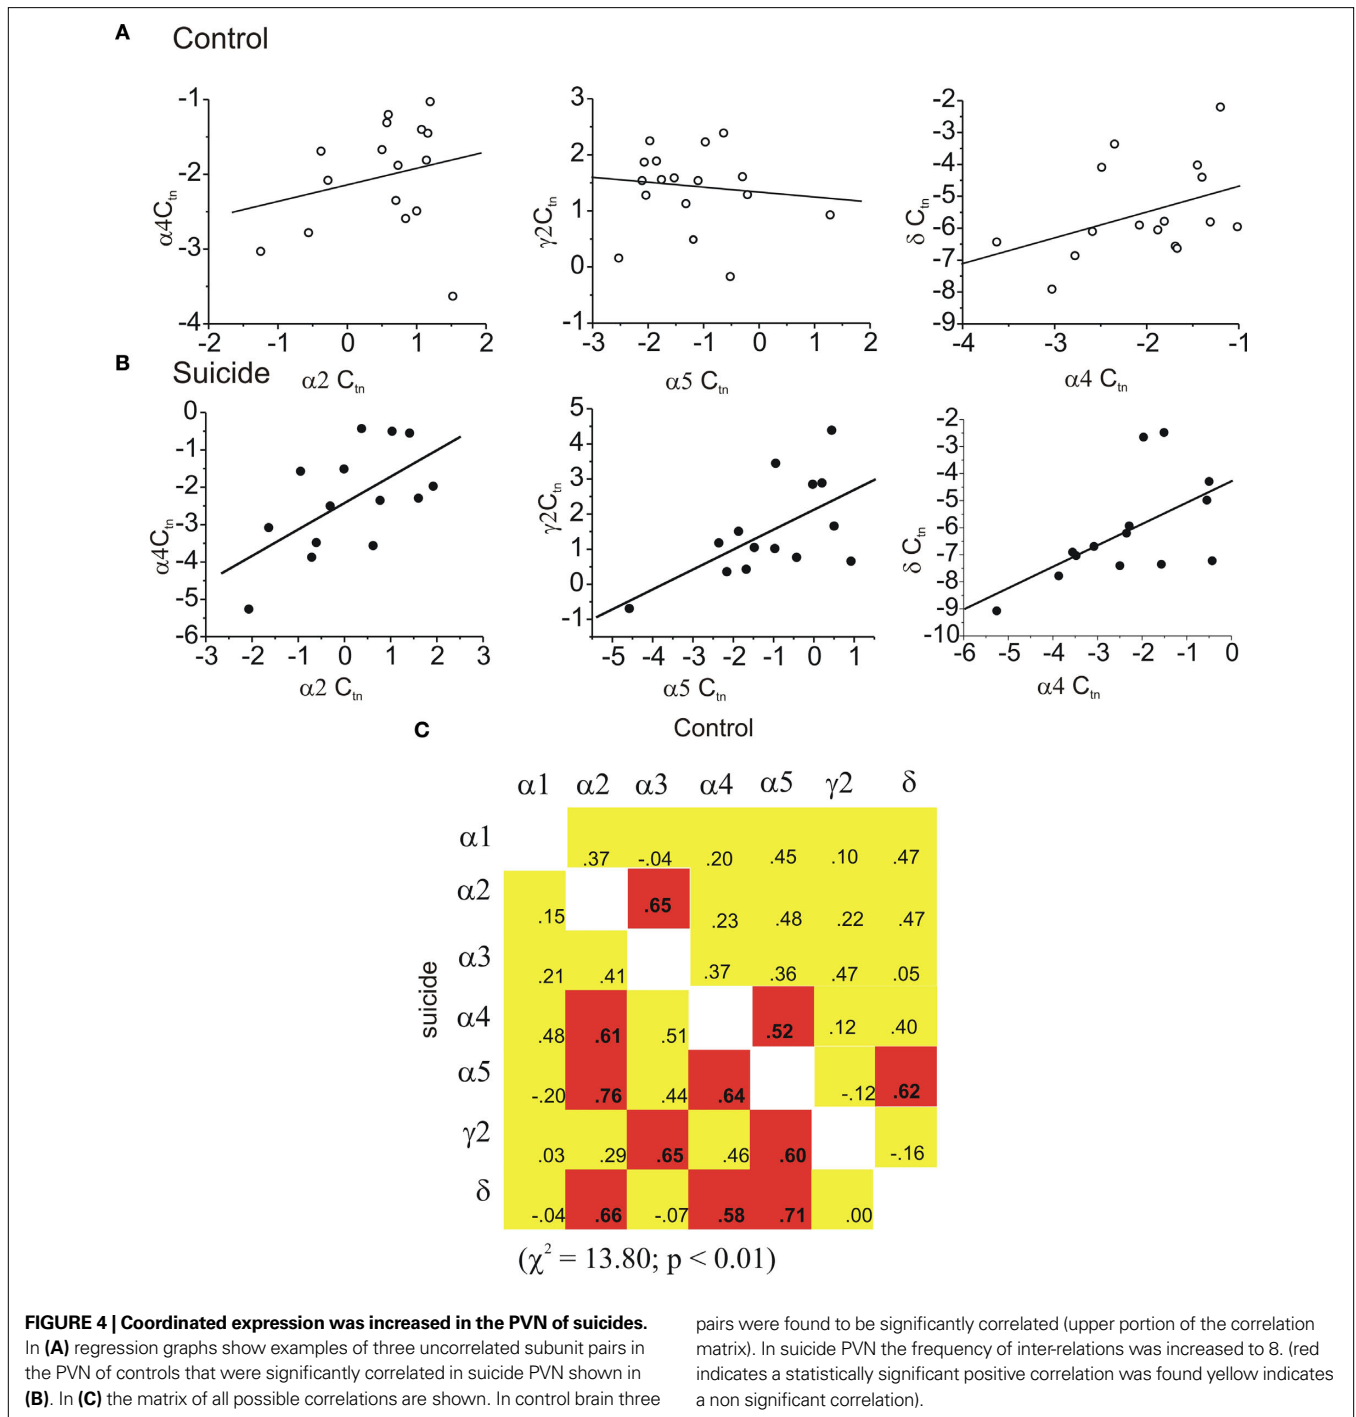 A Control
-1
-2
-3
-4
α4Ctn
-2 -1 0 1 2
α2 Ctn
3
2
1
0
-1
γ2Ctn
-3 -2 -1 0 1 2
α5 Ctn
-2
-3
-4
-5
-6
-7
-8
-9
δ Ctn
-4 -3 -2 -1
α4 Ctn
B Suicide
0
-1
-2
-3
-4
-5
-6
α4Ctn
-3 -2 -1 0 1 2 3
α2 Ctn
5
4
3
2
1
0
-1
γ2Ctn
-5 -4 -3 -2 -1 0 1
α5 Ctn
-2
-3
-4
-5
-6
-7
-8
-9
-10
δ Ctn
-6 -5 -4 -3 -2 -1 0
α4 Ctn
C Control
α1 α2 α3 α4 α5 γ2 δ
suicide
α1 .37 -.04 .20 .45 .10 .47
α2 .15 .65 .23 .48 .22 .47
α3 .21 .41 .37 .36 .47 .05
α4 .48 .61 .51 .52 .12 .40
α5 -.20 .76 .44 .64 -.12 .62
γ2 .03 .29 .65 .46 .60 -.16
δ -.04 .66 -.07 .58 .71 .00
(χ² = 13.80; p < 0.01)
FIGURE 4 | Coordinated expression was increased in the PVN of suicides.
In (A) regression graphs show examples of three uncorrelated subunit pairs in
the PVN of controls that were significantly correlated in suicide PVN shown in
(B). In (C) the matrix of all possible correlations are shown. In control brain three
pairs were found to be significantly correlated (upper portion of the correlation
matrix). In suicide PVN the frequency of inter-relations was increased to 8. (red
indicates a statistically significant positive correlation was found yellow indicates
a non significant correlation).